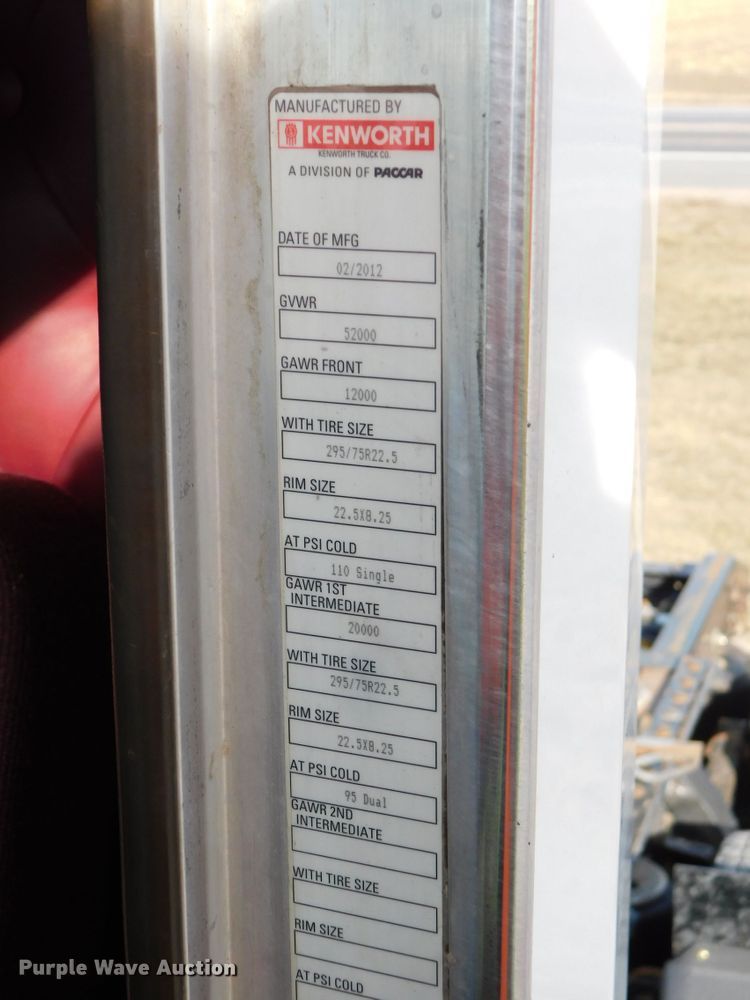 MANUFACTURED BY
KENWORTH
KENWORTH TRUCK CO.
A DIVISION OF PACCAR
DATE OF MFG
02/2012
GVWR
52000
GAWR FRONT
12000
WITH TIRE SIZE
295/75R22.5
RIM SIZE
22.5X8.25
AT PSI COLD
110 Single
GAWR 1ST
INTERMEDIATE
20000
WITH TIRE SIZE
295/75R22.5
RIM SIZE
22.5X8.25
AT PSI COLD
95 Dual
GAWR 2ND
INTERMEDIATE
WITH TIRE SIZE
RIM SIZE
AT PSI COLD
Purple Wave Auction